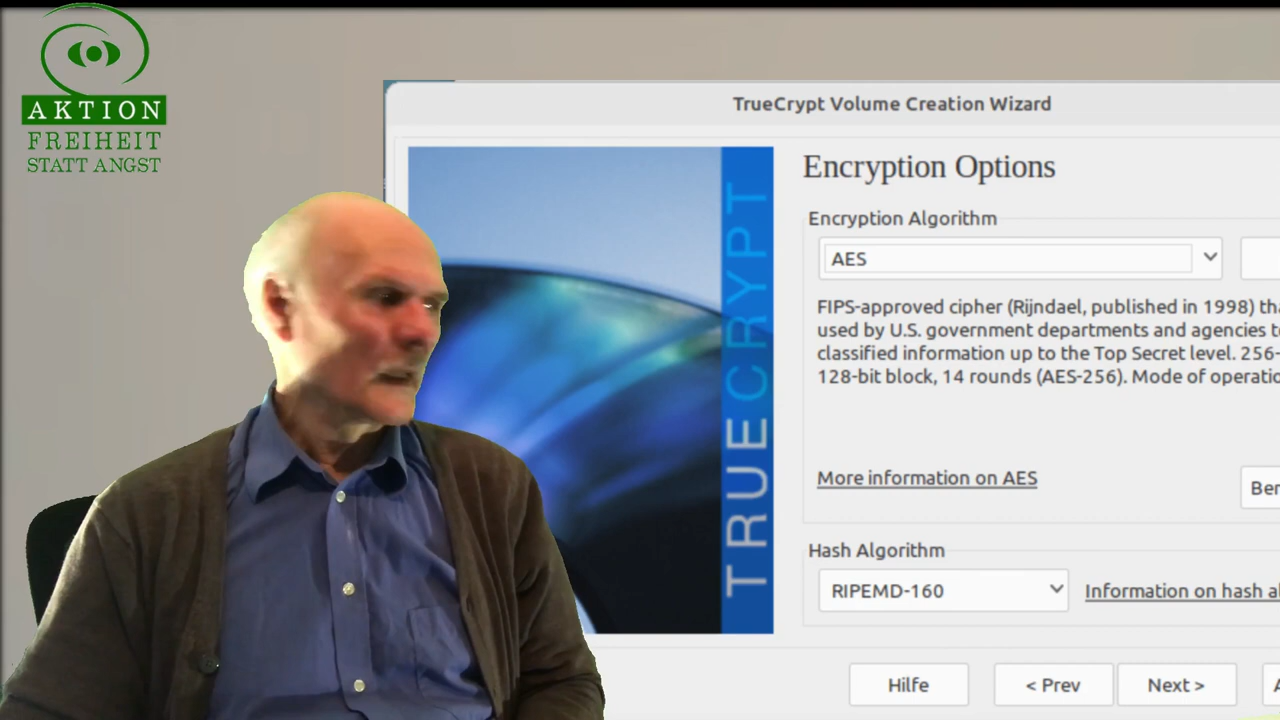 AKTION
FREIHEIT
STATT ANGST
TrueCrypt Volume Creation Wizard
TRUECRYPT
Encryption Options
Encryption Algorithm
AES
FIPS-approved cipher (Rijndael, published in 1998) tha
used by U.S. government departments and agencies to
classified information up to the Top Secret level. 256-
128-bit block, 14 rounds (AES-256). Mode of operatio
More information on AES
Ber
Hash Algorithm
RIPEMD-160
Information on hash al
Hilfe
< Prev
Next >
A